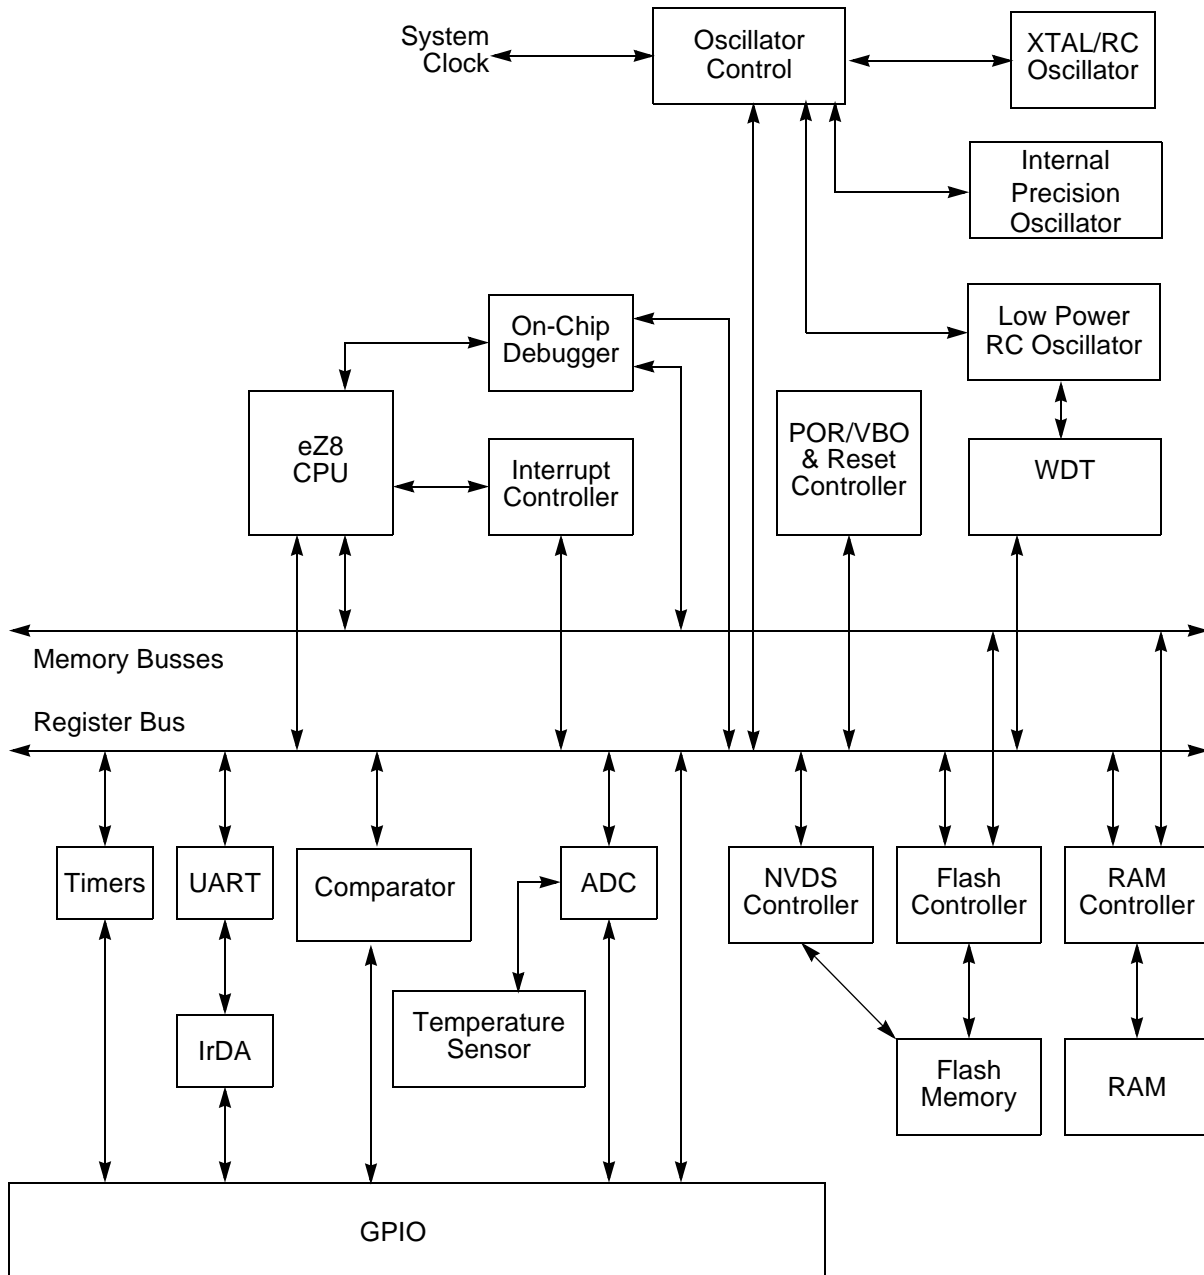 System
Clock
Oscillator
Control
XTAL/RC
Oscillator
Internal
Precision
Oscillator
On-Chip
Debugger
Low Power
RC Oscillator
eZ8
CPU
Interrupt
Controller
POR/VBO
& Reset
Controller
WDT
Memory Busses
Register Bus
Timers
UART
Comparator
ADC
NVDS
Controller
Flash
Controller
RAM
Controller
Temperature
Sensor
IrDA
Flash
Memory
RAM
GPIO